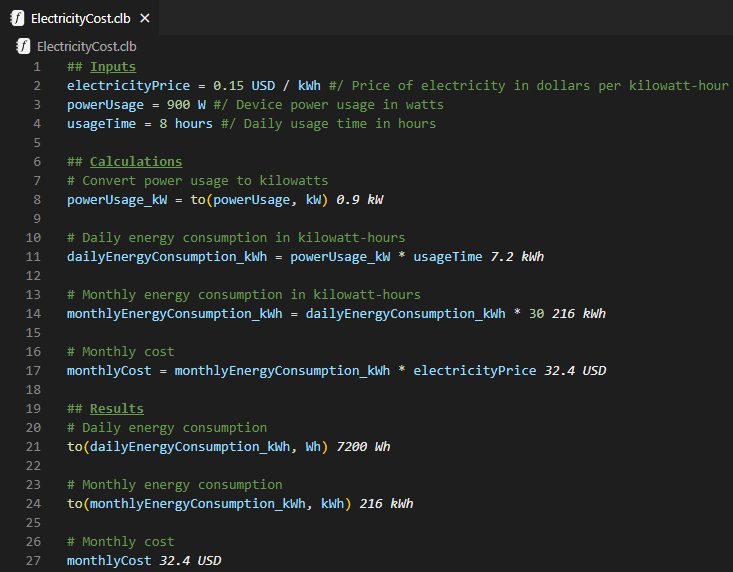 ElectricityCost.clb ×
ElectricityCost.clb
1 ## Inputs
2 electricityPrice = 0.15 USD / kWh #/ Price of electricity in dollars per kilowatt-hour
3 powerUsage = 900 W #/ Device power usage in watts
4 usageTime = 8 hours #/ Daily usage time in hours
5
6 ## Calculations
7 # Convert power usage to kilowatts
8 powerUsage_kW = to(powerUsage, kW) 0.9 kW
9
10 # Daily energy consumption in kilowatt-hours
11 dailyEnergyConsumption_kWh = powerUsage_kW * usageTime 7.2 kWh
12
13 # Monthly energy consumption in kilowatt-hours
14 monthlyEnergyConsumption_kWh = dailyEnergyConsumption_kWh * 30 216 kWh
15
16 # Monthly cost
17 monthlyCost = monthlyEnergyConsumption_kWh * electricityPrice 32.4 USD
18
19 ## Results
20 # Daily energy consumption
21 to(dailyEnergyConsumption_kWh, Wh) 7200 Wh
22
23 # Monthly energy consumption
24 to(monthlyEnergyConsumption_kWh, kWh) 216 kWh
25
26 # Monthly cost
27 monthlyCost 32.4 USD